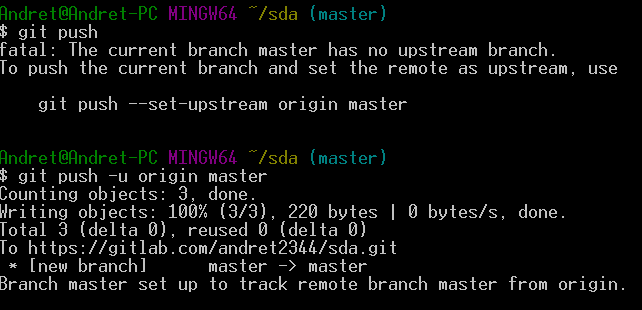 Andret@Andret-PC MINGW64 ~/sda (master)
$ git push
fatal: The current branch master has no upstream branch.
To push the current branch and set the remote as upstream, use
    git push --set-upstream origin master
Andret@Andret-PC MINGW64 ~/sda (master)
$ git push -u origin master
Counting objects: 3, done.
Writing objects: 100% (3/3), 220 bytes | 0 bytes/s, done.
Total 3 (delta 0), reused 0 (delta 0)
To https://gitlab.com/andret2344/sda.git
 * [new branch]      master -> master
Branch master set up to track remote branch master from origin.